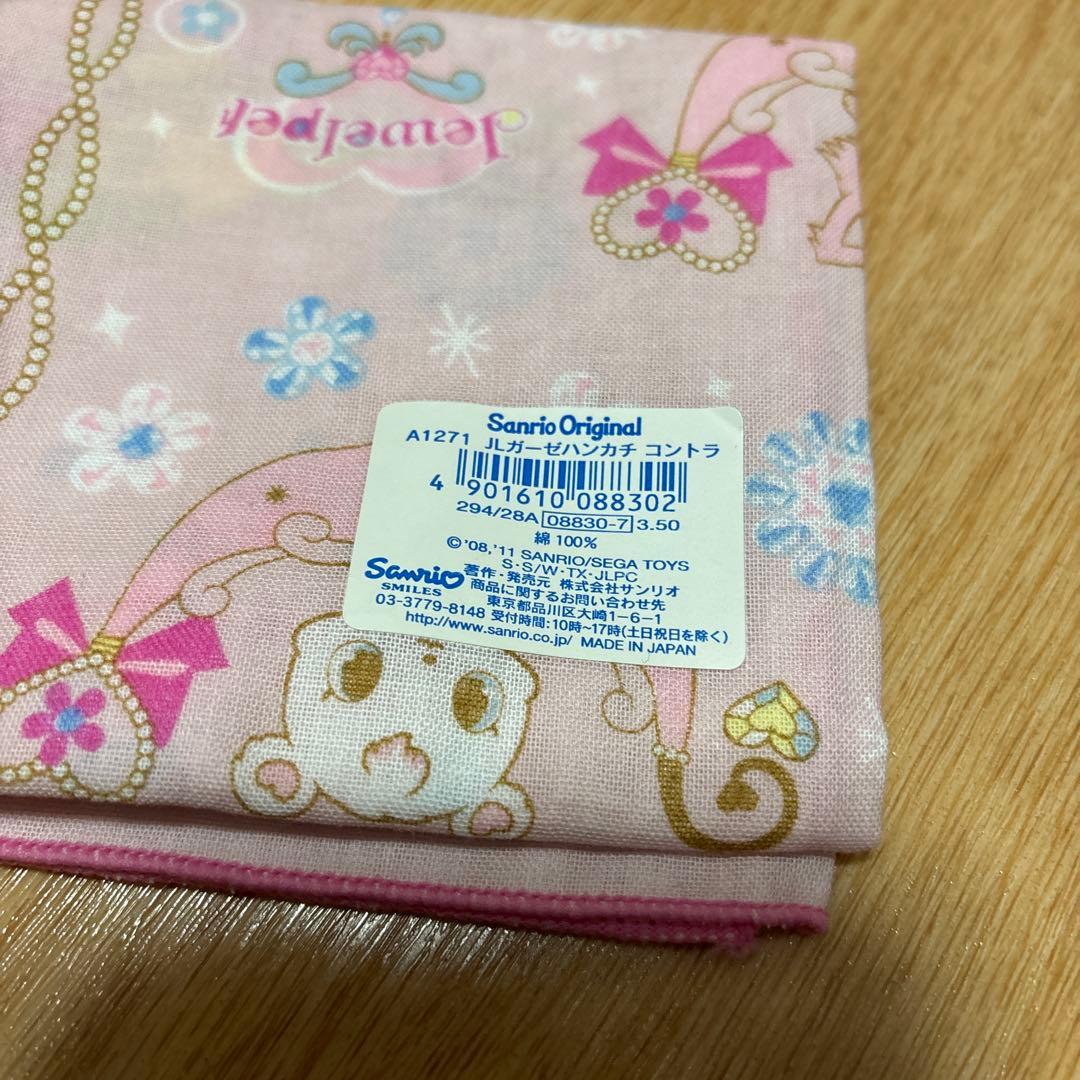 Jewelpet
Sanrio Original
A1271 JLガーゼハンカチ コントラ
4 901610 088302
294/28A 08830-7 3.50
綿 100%
©'08,'11 SANRIO/SEGA TOYS
S・S/W・TX・JLPC
Sanrio
SMILES
著作・発売元 株式会社サンリオ
商品に関するお問い合わせ先
東京都品川区大崎1-6-1
03-3779-8148 受付時間:10時~17時(土日祝日を除く)
http://www.sanrio.co.jp/ MADE IN JAPAN